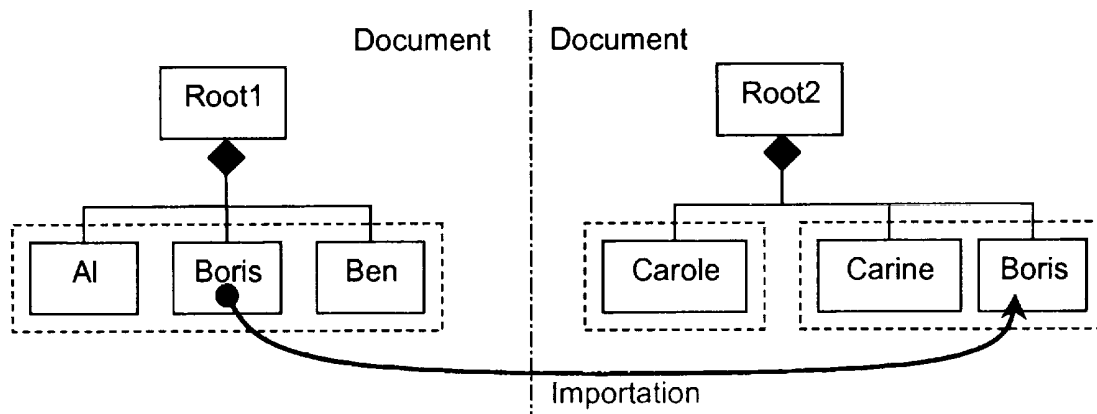 Document
Document
Root1
Root2
Al
Boris
Ben
Carole
Carine
Boris
Importation